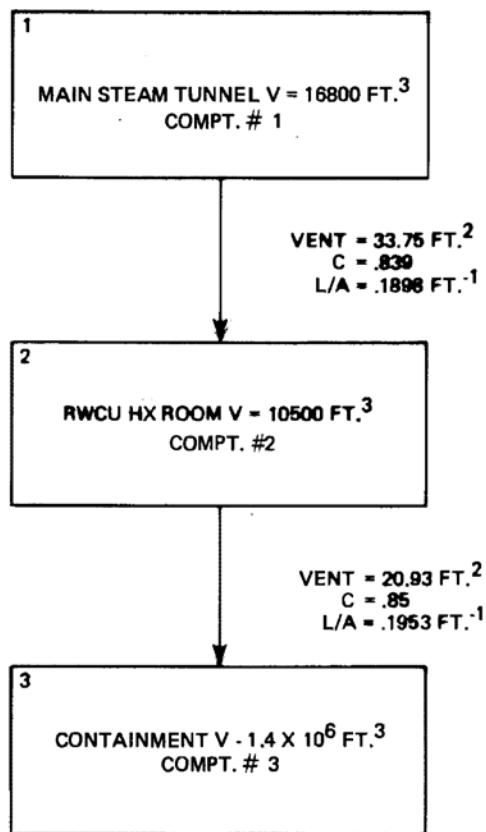 1
MAIN STEAM TUNNEL V = 16800 FT.³
COMPT. # 1
VENT = 33.75 FT.²
C = .839
L/A = .1898 FT.⁻¹
2
RWCU HX ROOM V = 10500 FT.³
COMPT. #2
VENT = 20.93 FT.²
C = .85
L/A = .1953 FT.⁻¹
3
CONTAINMENT V - 1.4 X 10⁶ FT.³
COMPT. # 3